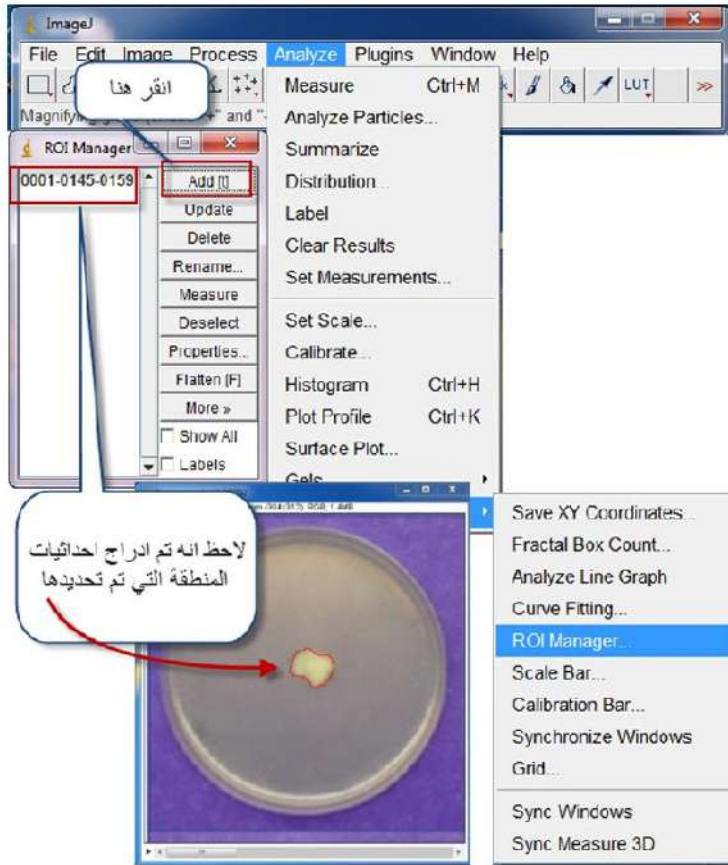 ImageJ
File Edit Image Process Analyze Plugins Window Help
انقر هنا
LUT
>>
Magnifying
"+" and "-
ROI Manager
0001-0145-0159
Add [t]
Update
Delete
Rename...
Measure
Deselect
Properties...
Flatten [F]
More »
Show All
Labels
Measure Ctrl+M
Analyze Particles...
Summarize
Distribution...
Label
Clear Results
Set Measurements...
Set Scale...
Calibrate...
Histogram Ctrl+H
Plot Profile Ctrl+K
Surface Plot...
Gels
لاحظ انه تم ادراج احداثيات
المنطقة التي تم تحديدها
Save XY Coordinates...
Fractal Box Count...
Analyze Line Graph
Curve Fitting...
ROI Manager...
Scale Bar...
Calibration Bar...
Synchronize Windows
Grid...
Sync Windows
Sync Measure 3D